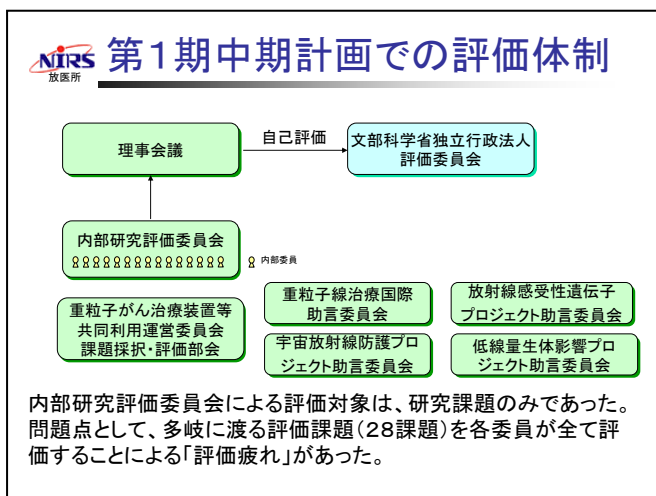 NIRS
放医所
第1期中期計画での評価体制
理事会議
自己評価
文部科学省独立行政法人
評価委員会
内部研究評価委員会
内部委員
重粒子がん治療装置等
共同利用運営委員会
課題採択・評価部会
重粒子線治療国際
助言委員会
放射線感受性遺伝子
プロジェクト助言委員会
宇宙放射線防護プロ
ジェクト助言委員会
低線量生体影響プロ
ジェクト助言委員会
内部研究評価委員会による評価対象は、研究課題のみであった。
問題点として、多岐に渡る評価課題(28課題)を各委員が全て評
価することによる「評価疲れ」があった。